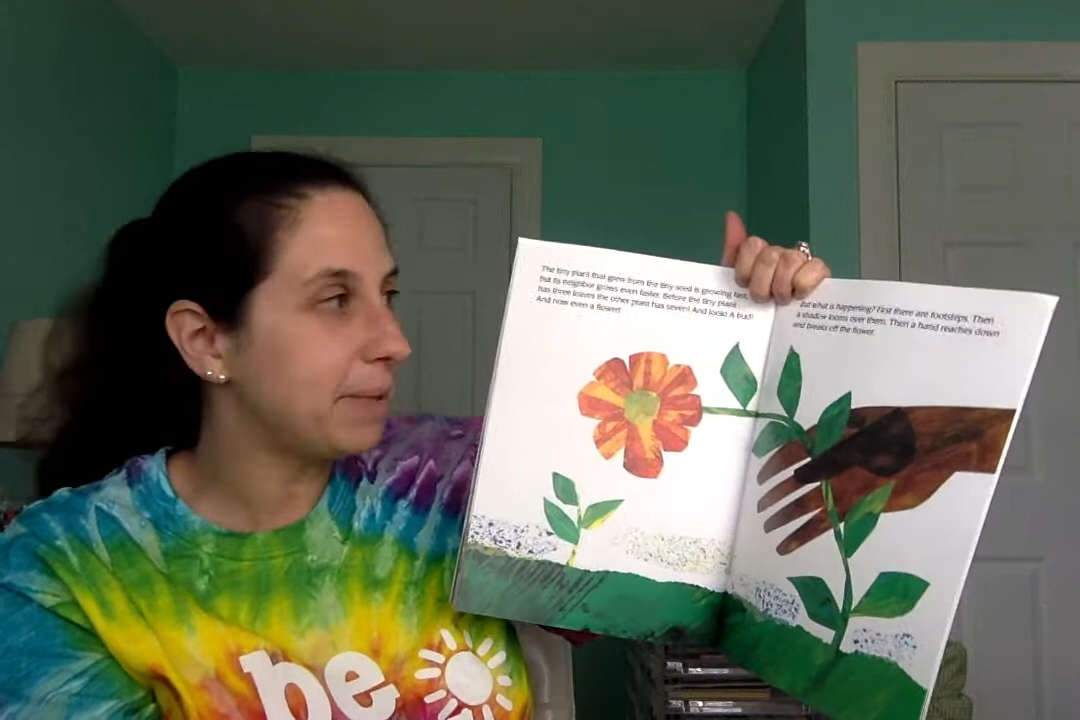 The tiny plant that grew from the tiny seed is growing fast,
but its neighbor grows even faster. Before the tiny plant
has three leaves the other plant has seven! And look! A bud!
And now even a flower!
But what is happening? First there are footsteps. Then
a shadow looms over them. Then a hand reaches down
and breaks off the flower.
be